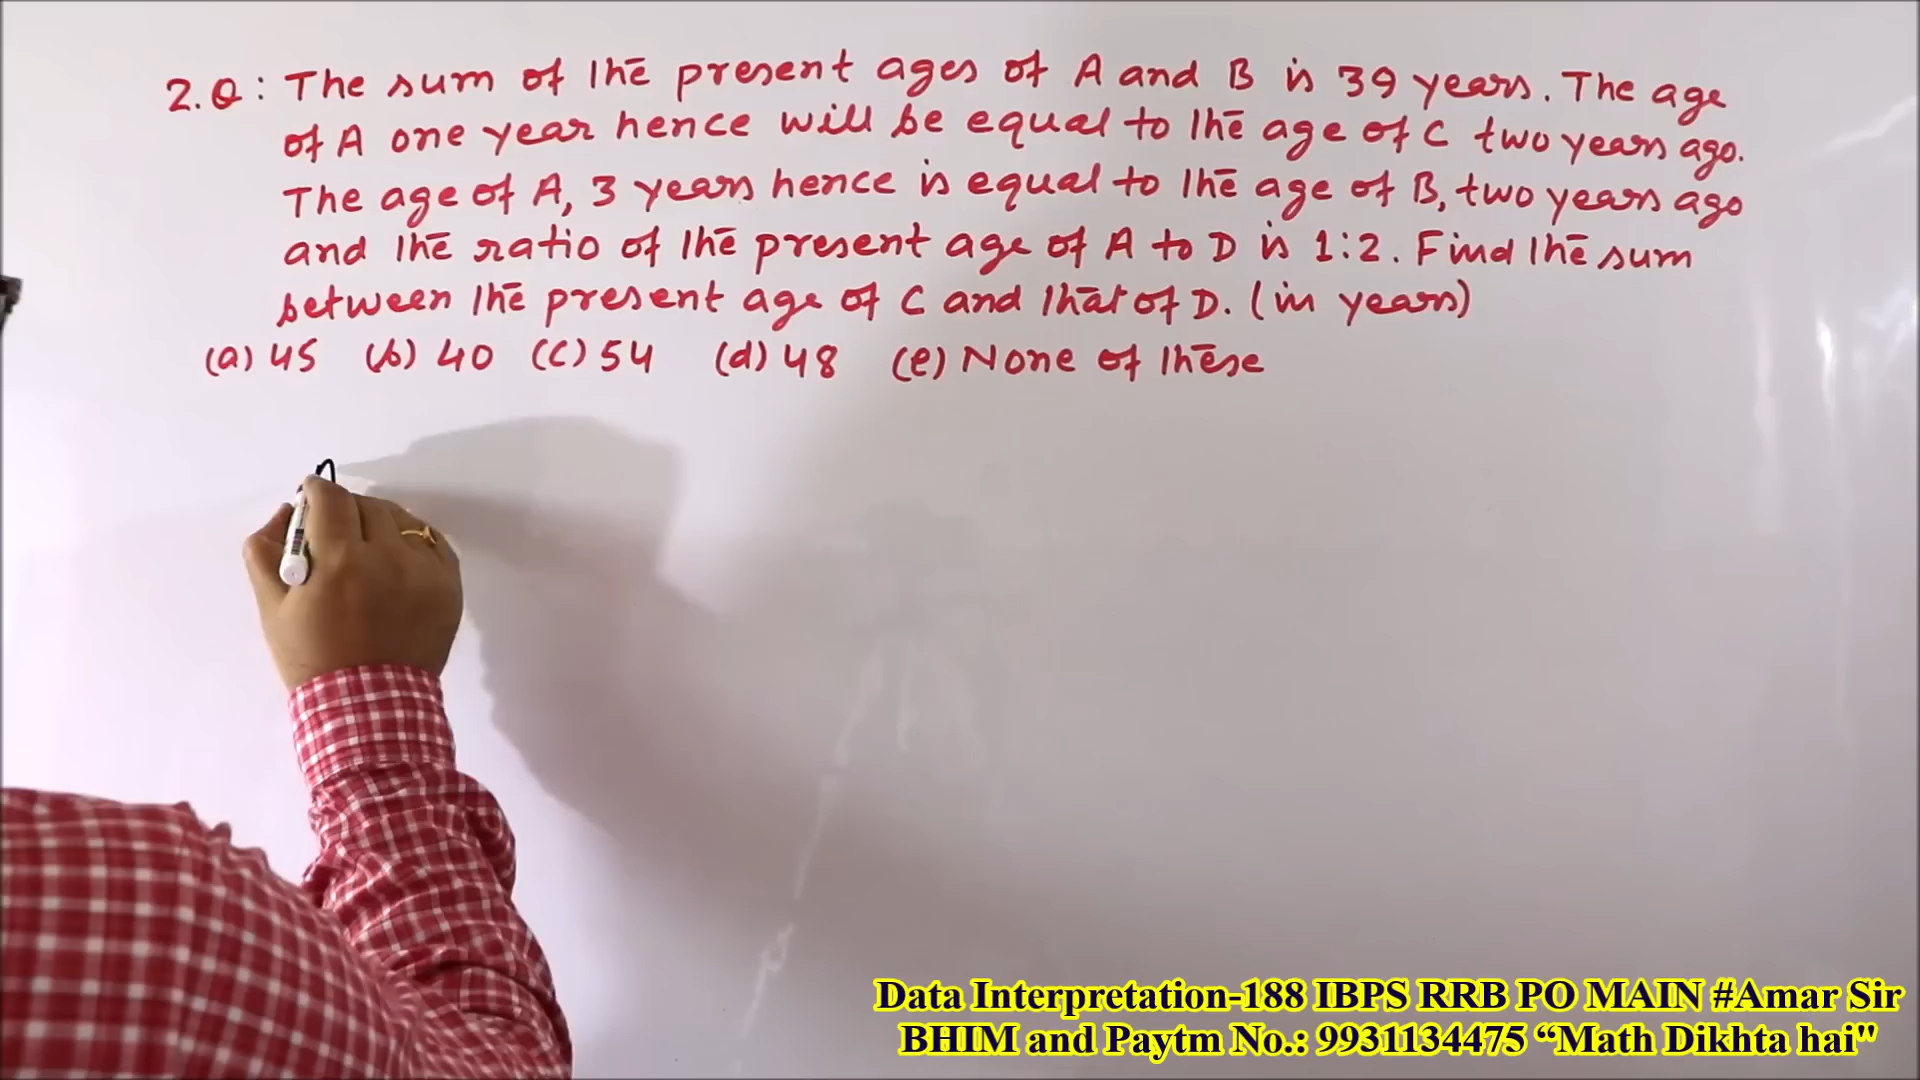 2.Q: The sum of the present ages of A and B is 39 years. The age
of A one year hence will be equal to the age of C two years ago.
The age of A, 3 years hence is equal to the age of B, two years ago
and the ratio of the present age of A to D is 1:2. Find the sum
between the present age of C and that of D. (in years)
(a) 45 (b) 40 (c) 54 (d) 48 (e) None of these
Data Interpretation-188 IBPS RRB PO MAIN #Amar Sir
BHIM and Paytm No.: 9931134475 “Math Dikhta hai"